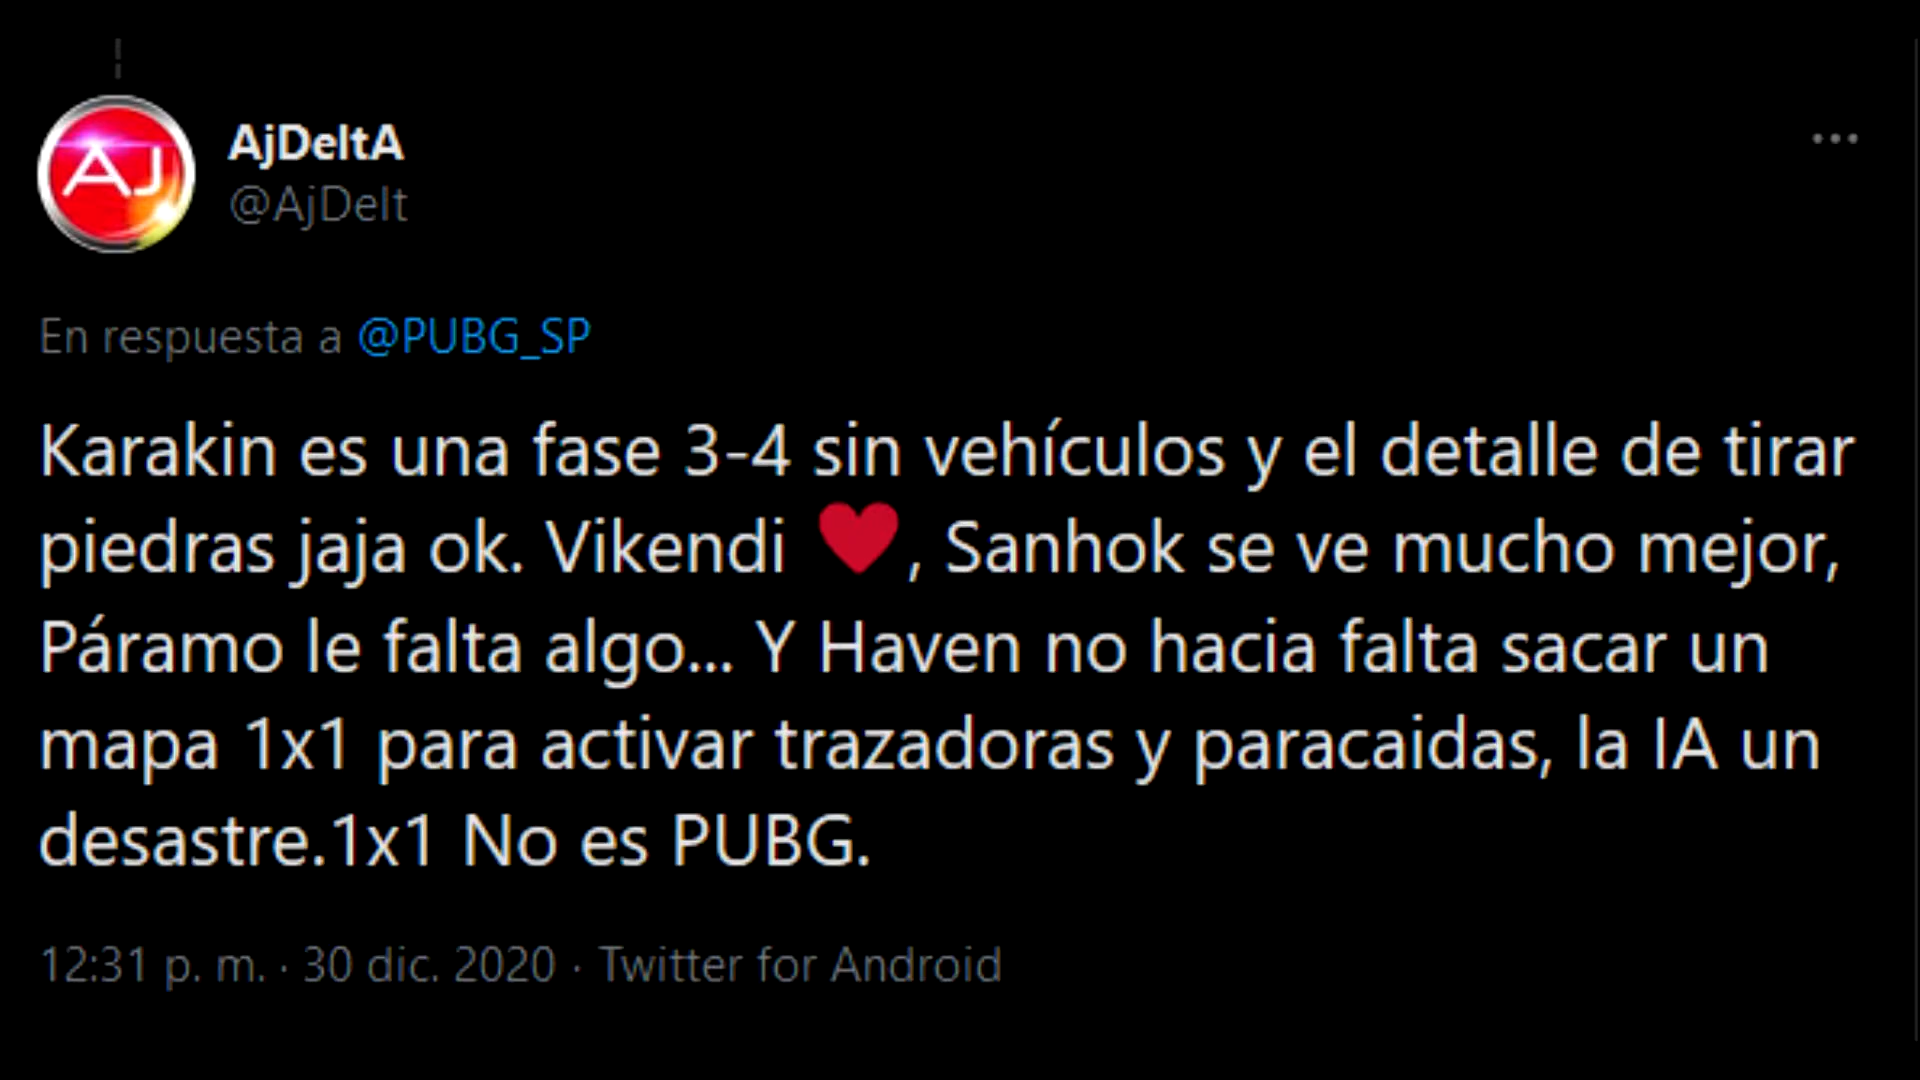 AJ
AjDeltA
@AjDelt
En respuesta a @PUBG_SP
Karakin es una fase 3-4 sin vehículos y el detalle de tirar
piedras jaja ok. Vikendi ❤, Sanhok se ve mucho mejor,
Páramo le falta algo... Y Haven no hacia falta sacar un
mapa 1x1 para activar trazadoras y paracaidas, la IA un
desastre.1x1 No es PUBG.
12:31 p. m. · 30 dic. 2020 · Twitter for Android